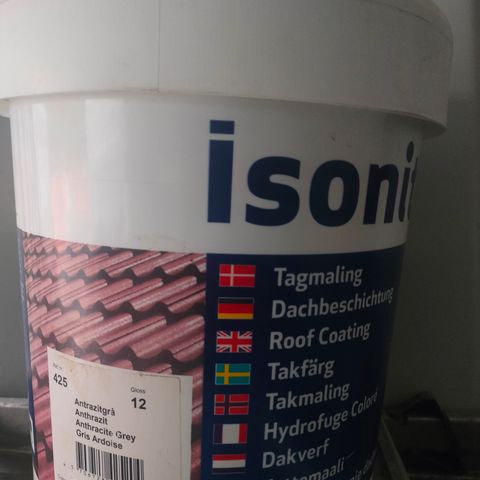 isonit
Tagmaling
Dachbeschichtung
Roof Coating
Takfärg
Takmaling
Hydrofuge Coloré
Dakverf
425
Gloss
12
Antrazitgrå
Anthrazit
Anthracite Grey
Gris Ardoise